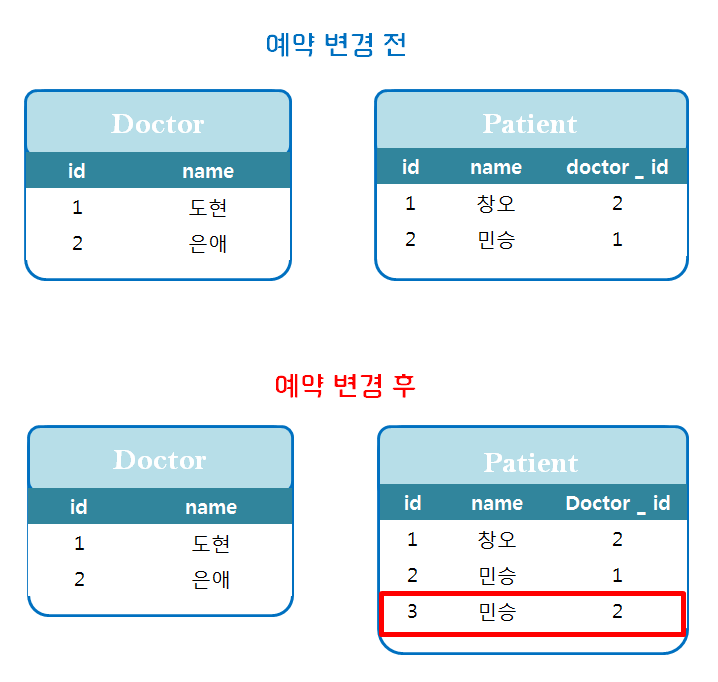 예약 변경 전
Doctor
id name
1 도현
2 은애
Patient
id name doctor _ id
1 창오 2
2 민승 1
예약 변경 후
Doctor
id name
1 도현
2 은애
Patient
id name Doctor _ id
1 창오 2
2 민승 1
3 민승 2